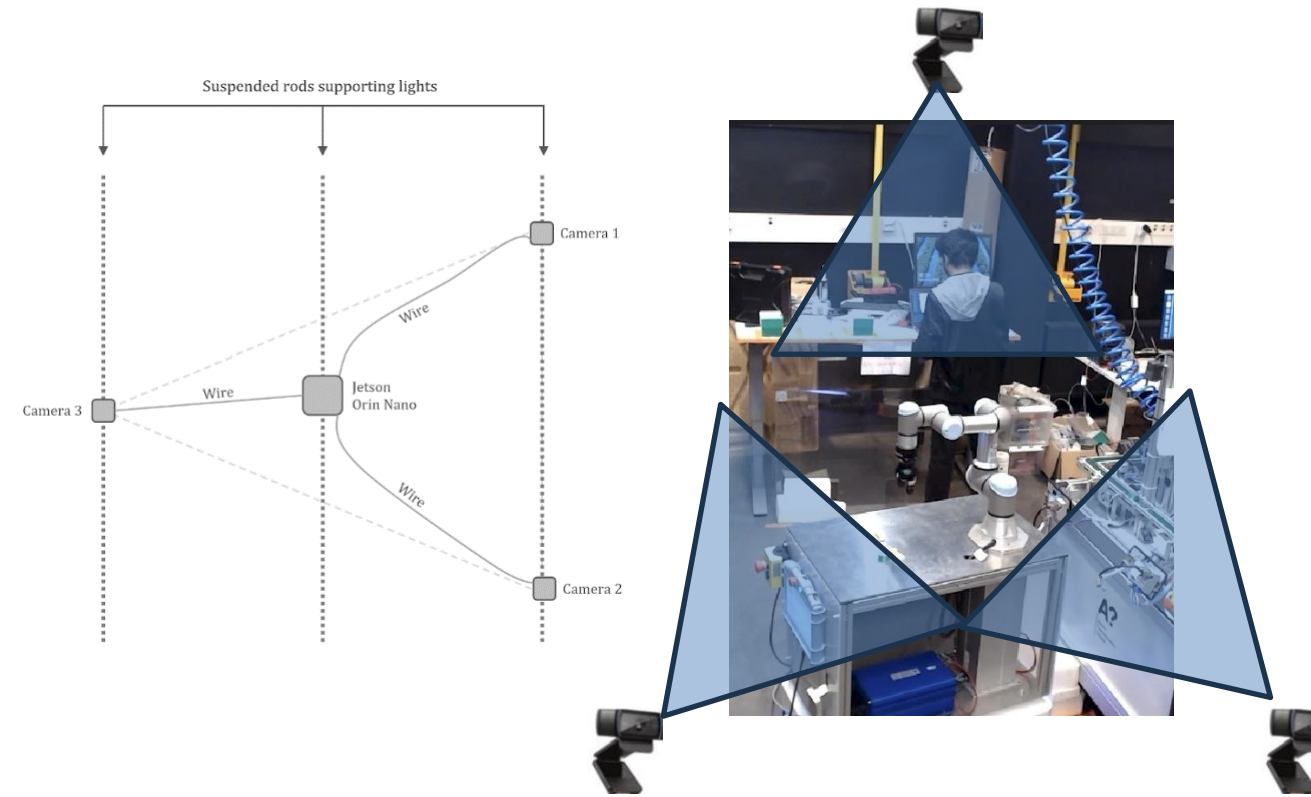 Suspended rods supporting lights
Camera 1
Wire
Jetson
Orin Nano
Wire
Camera 3
Wire
Camera 2
A?